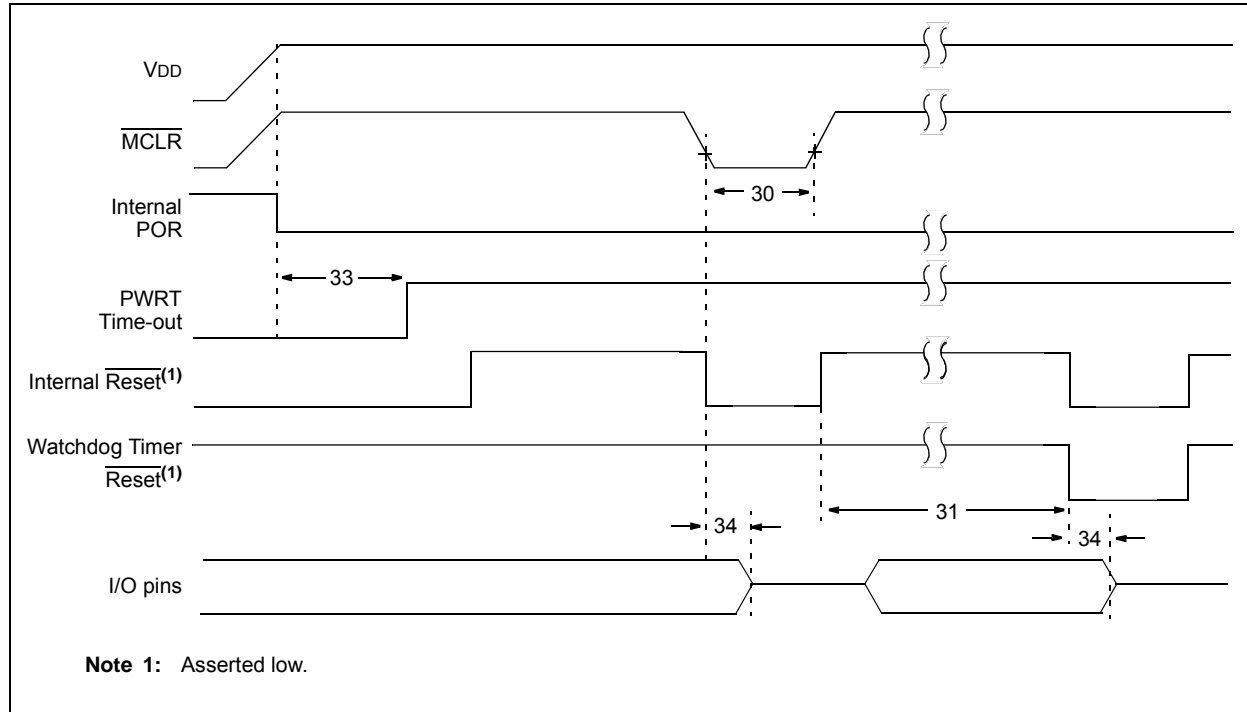 VDD
MCLR
30
Internal
POR
33
PWRT
Time-out
Internal Reset(1)
Watchdog Timer
Reset(1)
31
34
34
I/O pins
Note 1: Asserted low.